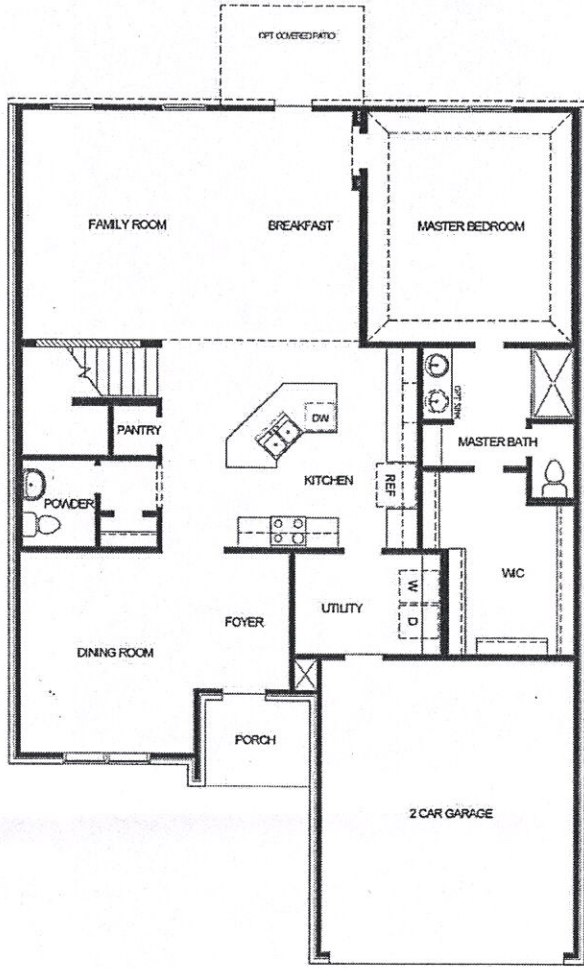 OPT COVERED PATIO
FAMILY ROOM
BREAKFAST
MASTER BEDROOM
OPT SINK
PANTRY
DW
MASTER BATH
KITCHEN
REF
POWDER
WIC
W
D
UTILITY
FOYER
DINING ROOM
PORCH
2 CAR GARAGE